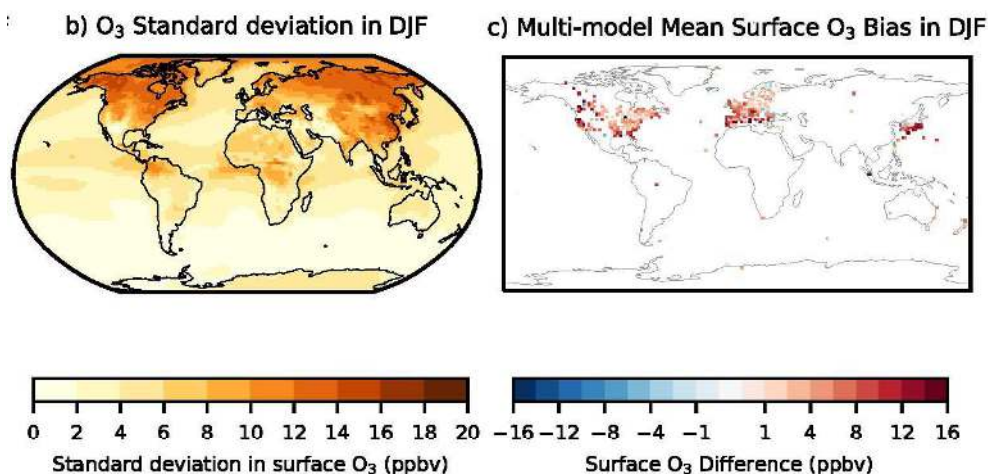 b) O₃ Standard deviation in DJF
c) Multi-model Mean Surface O₃ Bias in DJF
0 2 4 6 8 10 12 14 16 18 20
Standard deviation in surface O₃ (ppbv)
−16 −12 −8 −4 −1 1 4 8 12 16
Surface O₃ Difference (ppbv)